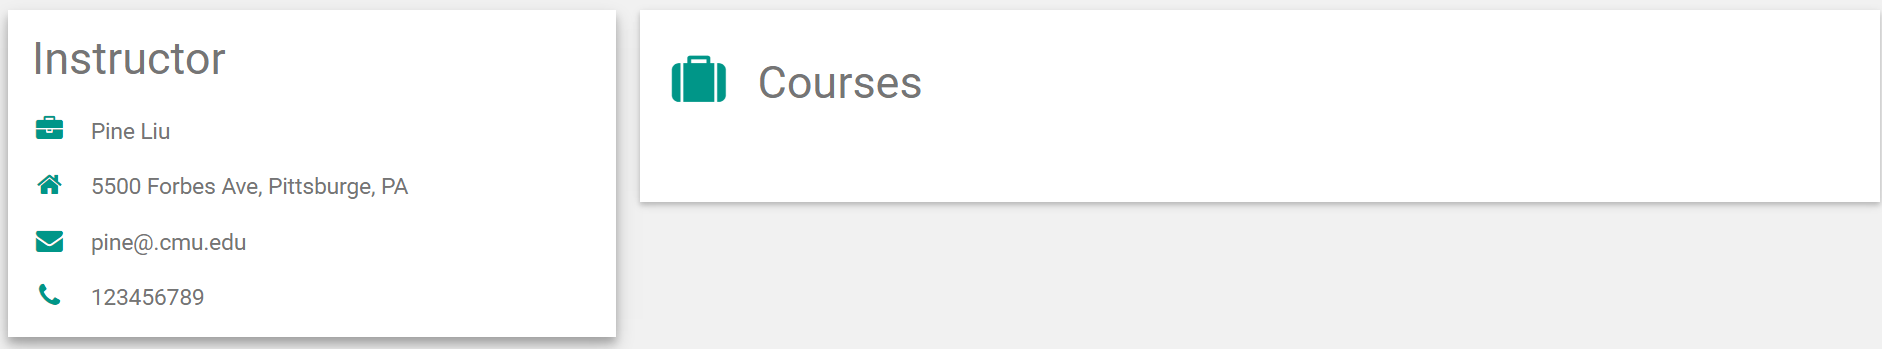 Instructor
Pine Liu
5500 Forbes Ave, Pittsburge, PA
pine@.cmu.edu
123456789
Courses